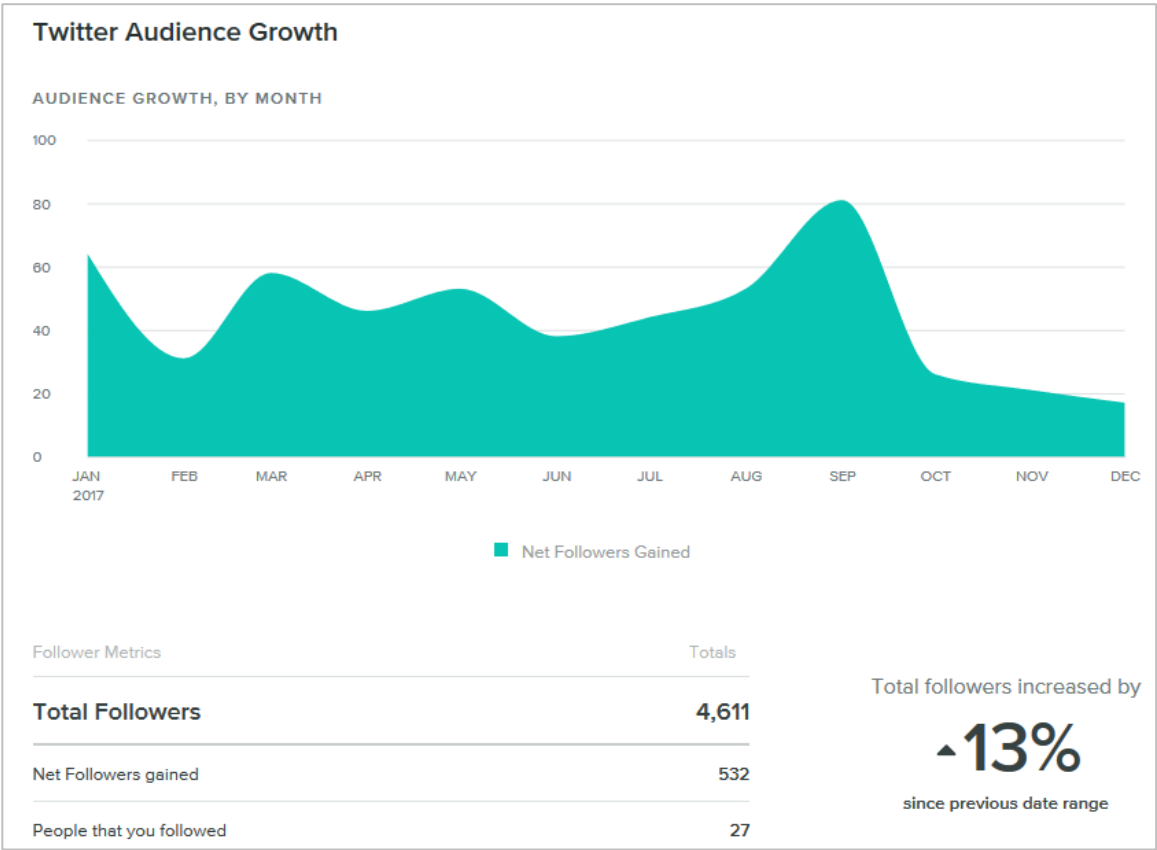 Twitter Audience Growth
AUDIENCE GROWTH, BY MONTH
100
80
60
40
20
0
JAN FEB MAR APR MAY JUN JUL AUG SEP OCT NOV DEC
2017
Net Followers Gained
Follower Metrics Totals
Total Followers 4,611
Net Followers gained 532
People that you followed 27
Total followers increased by
13%
since previous date range